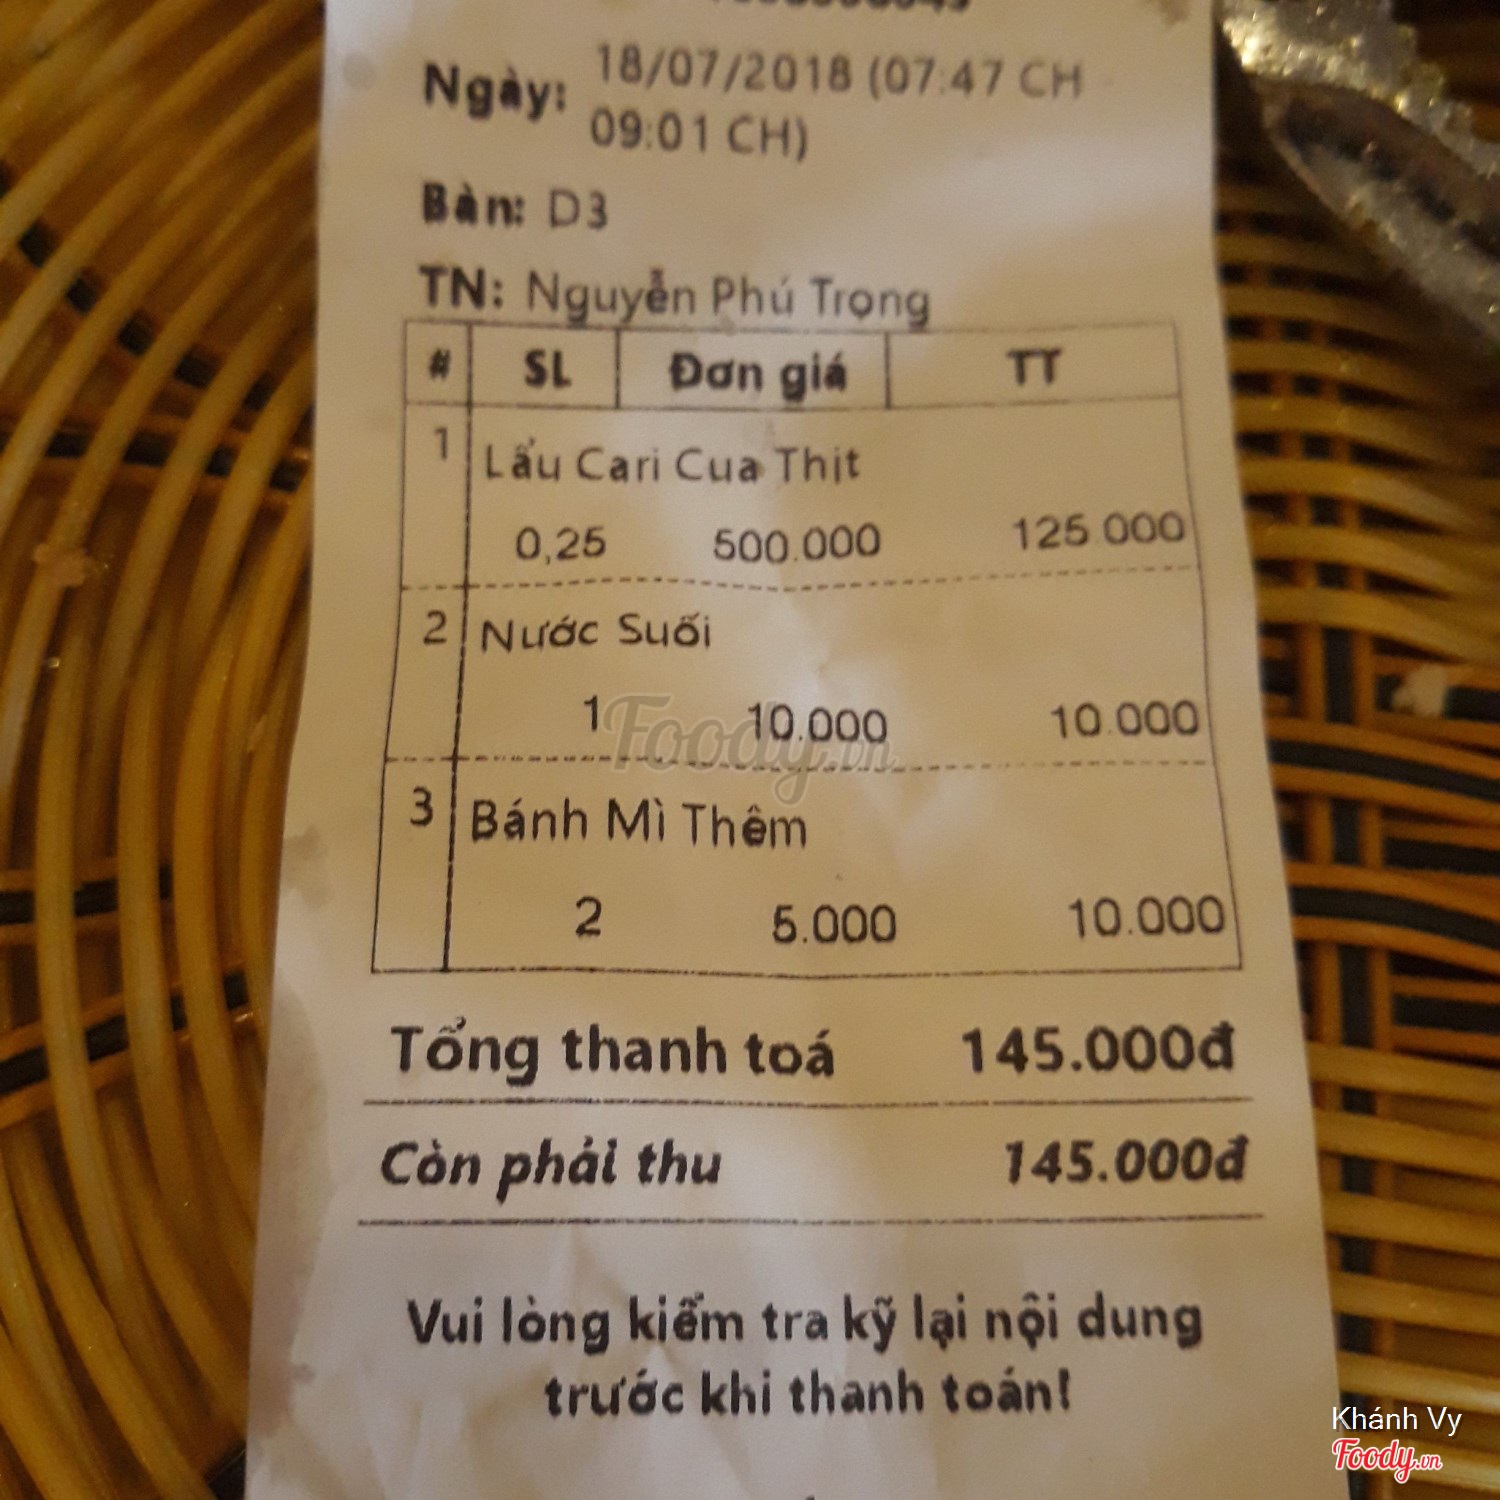 Ngày: 18/07/2018 (07:47 CH
09:01 CH)
Bàn: D3
TN: Nguyễn Phú Trọng
# SL Đơn giá TT
1 Lẩu Cari Cua Thịt
0,25 500.000 125.000
2 Nước Suối
1 10.000 10.000
Foody.vn
3 Bánh Mì Thêm
2 5.000 10.000
Tổng thanh toá 145.000đ
Còn phải thu 145.000đ
Vui lòng kiểm tra kỹ lại nội dung
trước khi thanh toán!
Khánh Vy
Foody.vn